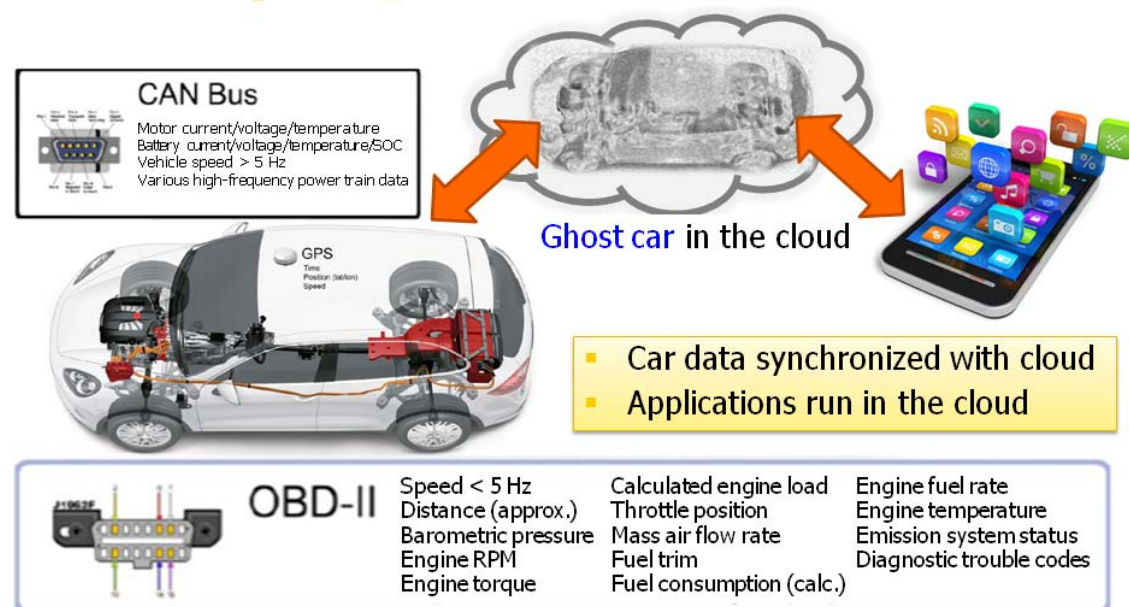 CAN Bus
Motor current/voltage/temperature
Battery current/voltage/temperature/SOC
Vehicle speed > 5 Hz
Various high-frequency power train data
Ghost car in the cloud
GPS
Time
Position (lat/lon)
Speed
Car data synchronized with cloud
Applications run in the cloud
J1962F
OBD-II
Speed < 5 Hz
Distance (approx.)
Barometric pressure
Engine RPM
Engine torque
Calculated engine load
Throttle position
Mass air flow rate
Fuel trim
Fuel consumption (calc.)
Engine fuel rate
Engine temperature
Emission system status
Diagnostic trouble codes